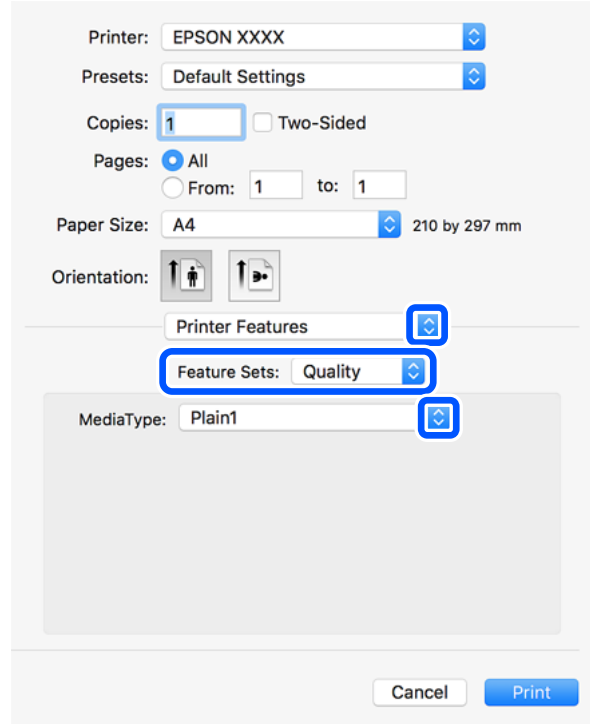 Printer: EPSON XXXX
Presets: Default Settings
Copies: 1 Two-Sided
Pages: All
From: 1 to: 1
Paper Size: A4 210 by 297 mm
Orientation:
Printer Features
Feature Sets: Quality
MediaType: Plain1
Cancel Print